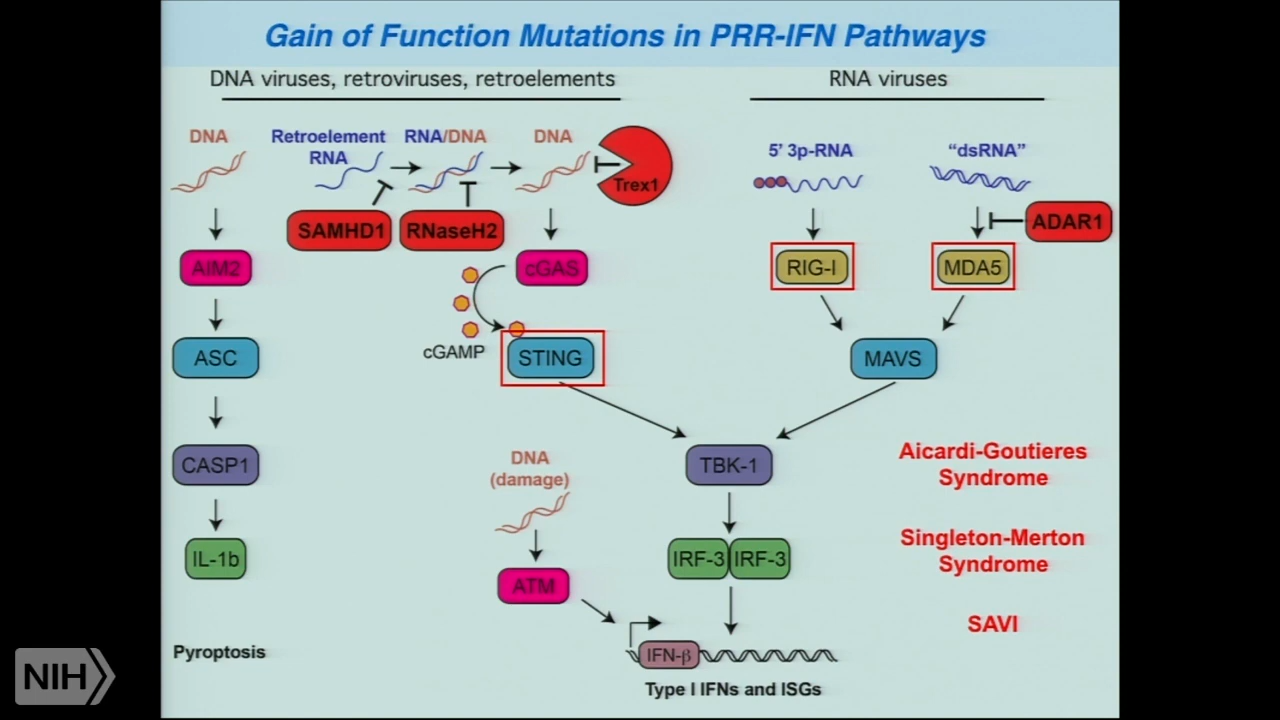 Gain of Function Mutations in PRR-IFN Pathways
DNA viruses, retroviruses, retroelements
RNA viruses
DNA
Retroelement
RNA
RNA/DNA
DNA
Trex1
5' 3p-RNA
“dsRNA”
SAMHD1
RNaseH2
ADAR1
AIM2
cGAS
RIG-I
MDA5
cGAMP
ASC
STING
MAVS
CASP1
DNA
(damage)
TBK-1
Aicardi-Goutieres
Syndrome
IL-1b
ATM
IRF-3
IRF-3
Singleton-Merton
Syndrome
SAVI
Pyroptosis
IFN-β
Type I IFNs and ISGs
NIH